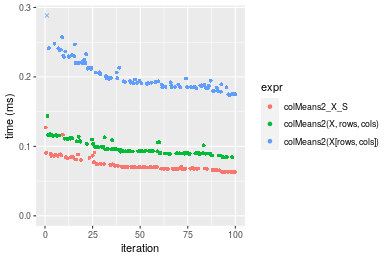 0.3
0.2
0.1
0.0
time (ms)
0
25
50
75
100
iteration
expr
colMeans2_X_S
colMeans2(X, rows, cols)
colMeans2(X[rows, cols])